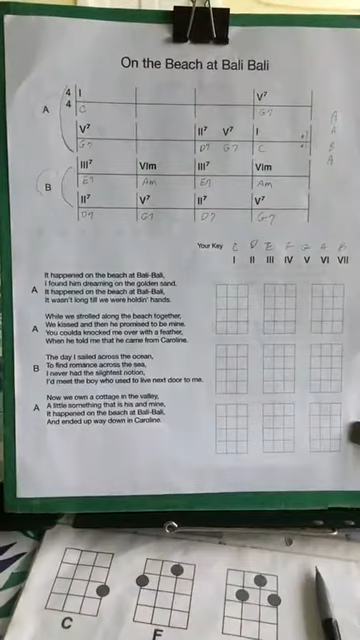 On the Beach at Bali Bali
4 I V⁷
4 C G7
A
V⁷ II⁷ V⁷ I
G7 D7 G7 C
A
A
B
A
III⁷ VIm III⁷ VIm
E7 Am E7 Am
B
II⁷ V⁷ II⁷ V⁷
D7 G7 D7 G7
Your Key C D E F G A B
I II III IV V VI VII
It happened on the beach at Bali-Bali,
I found him dreaming on the golden sand.
A It happened on the beach at Bali-Bali,
It wasn't long till we were holdin' hands.
While we strolled along the beach together,
A We kissed and then he promised to be mine.
You coulda knocked me over with a feather,
When he told me that he came from Caroline.
The day I sailed across the ocean,
B To find romance across the sea,
I never had the slightest notion,
I'd meet the boy who used to live next door to me.
Now we own a cottage in the valley,
A A little something that is his and mine,
It happened on the beach at Bali-Bali,
And ended up way down in Caroline.
C F